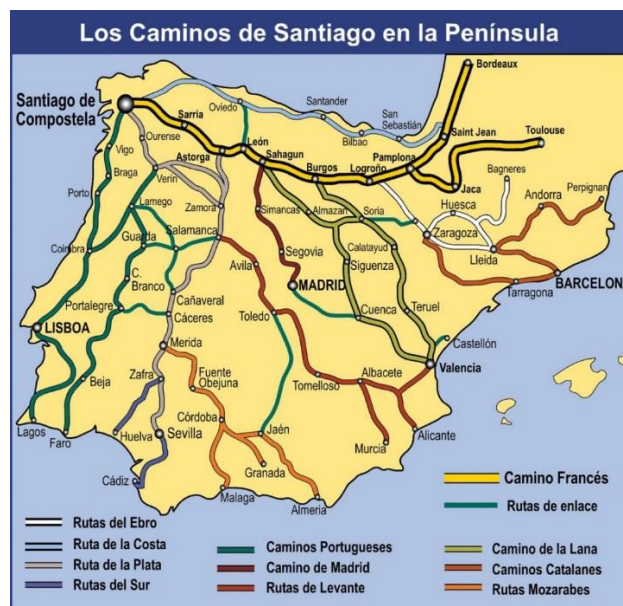 Los Caminos de Santiago en la Península
Bordeaux
Santiago de
Compostela
Oviedo
Santander
San
Sebastián
Bilbao
Saint Jean
Toulouse
Sarria
Ourense
Astorga
León
Sahagun
Burgos
Logroño
Pamplona
Jaca
Bagneres
Vigo
Braga
Verin
Perpignan
Andorra
Huesca
Porto
Lamego
Zamora
Simancas
Almazan
Soria
Zaragoza
Lleida
Salamanca
Coimbra
Guarda
Segovia
Calatayud
Siguenza
BARCELON
Tarragona
Avila
C.
Branco
MADRID
Cañaveral
Portalegre
Cáceres
Toledo
Cuenca
Teruel
Castellón
LISBOA
Merida
Valencia
Zafra
Fuente
Obejuna
Tomelloso
Albacete
Beja
Córdoba
Jaén
Murcia
Alicante
Lagos
Faro
Huelva
Sevilla
Granada
Cádiz
Malaga
Almeria
Camino Francés
Rutas de enlace
Rutas del Ebro
Ruta de la Costa
Ruta de la Plata
Rutas del Sur
Caminos Portugueses
Camino de Madrid
Rutas de Levante
Camino de la Lana
Caminos Catalanes
Rutas Mozarabes